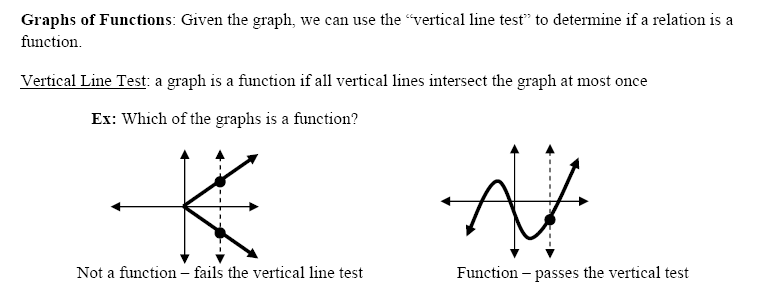 Graphs of Functions: Given the graph, we can use the “vertical line test” to determine if a relation is a
function.
Vertical Line Test: a graph is a function if all vertical lines intersect the graph at most once
Ex: Which of the graphs is a function?
Not a function – fails the vertical line test
Function – passes the vertical test